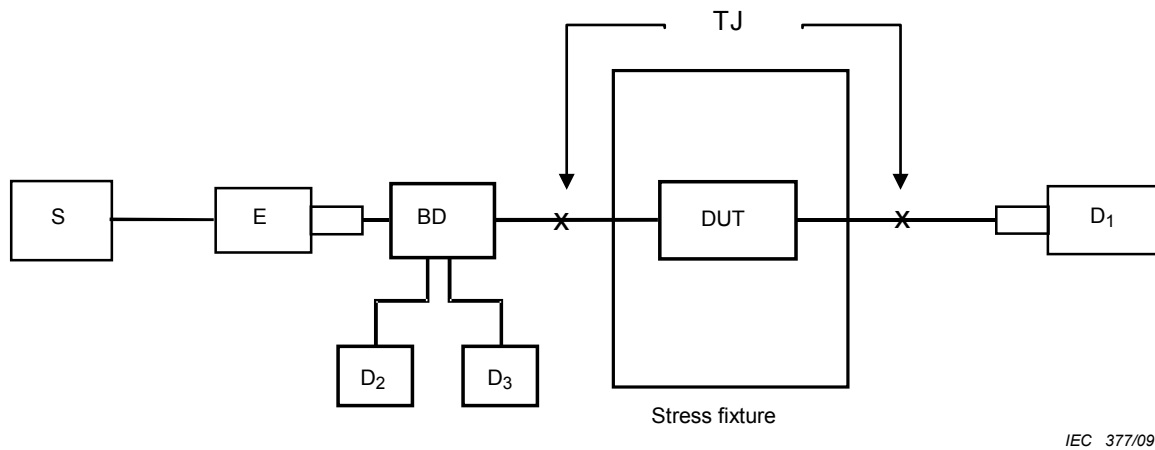 TJ
S
E
BD
X
DUT
X
D1
D2
D3
Stress fixture
IEC 377/09